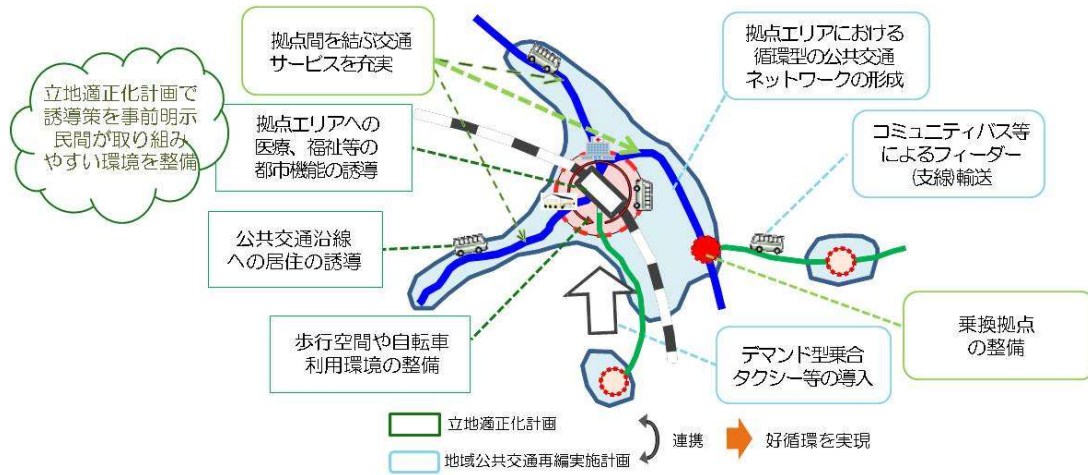 拠点間を結ぶ交通
サービスを充実
拠点エリアにおける
循環型の公共交通
ネットワークの形成
立地適正化計画で
誘導策を事前明示
民間が取り組み
やすい環境を整備
拠点エリアへの
医療、福祉等の
都市機能の誘導
コミュニティバス等
によるフィーダー
(支線)輸送
公共交通沿線
への居住の誘導
歩行空間や自転車
利用環境の整備
デマンド型乗合
タクシー等の導入
乗換拠点
の整備
立地適正化計画
地域公共交通再編実施計画
連携
好循環を実現